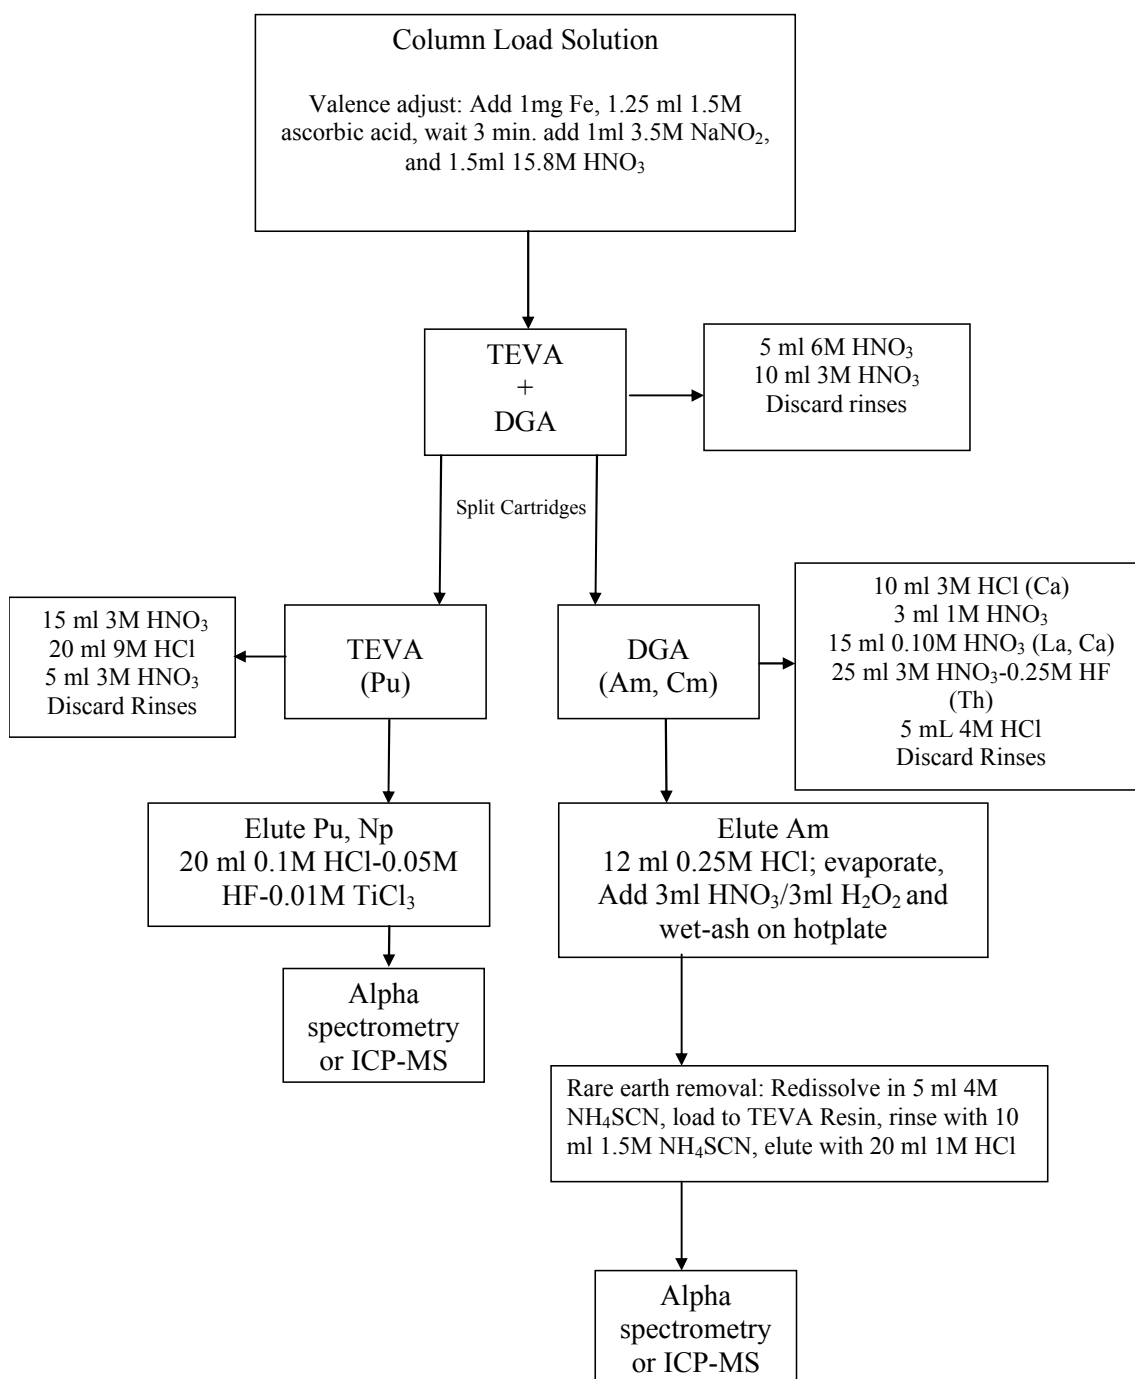 Column Load Solution
Valence adjust: Add 1mg Fe, 1.25 ml 1.5M
ascorbic acid, wait 3 min. add 1ml 3.5M NaNO₂,
and 1.5ml 15.8M HNO₃
TEVA
+
DGA
5 ml 6M HNO₃
10 ml 3M HNO₃
Discard rinses
Split Cartridges
15 ml 3M HNO₃
20 ml 9M HCl
5 ml 3M HNO₃
Discard Rinses
TEVA
(Pu)
DGA
(Am, Cm)
10 ml 3M HCl (Ca)
3 ml 1M HNO₃
15 ml 0.10M HNO₃ (La, Ca)
25 ml 3M HNO₃-0.25M HF
(Th)
5 mL 4M HCl
Discard Rinses
Elute Pu, Np
20 ml 0.1M HCl-0.05M
HF-0.01M TiCl₃
Elute Am
12 ml 0.25M HCl; evaporate,
Add 3ml HNO₃/3ml H₂O₂ and
wet-ash on hotplate
Alpha
spectrometry
or ICP-MS
Rare earth removal: Redissolve in 5 ml 4M
NH₄SCN, load to TEVA Resin, rinse with 10
ml 1.5M NH₄SCN, elute with 20 ml 1M HCl
Alpha
spectrometry
or ICP-MS